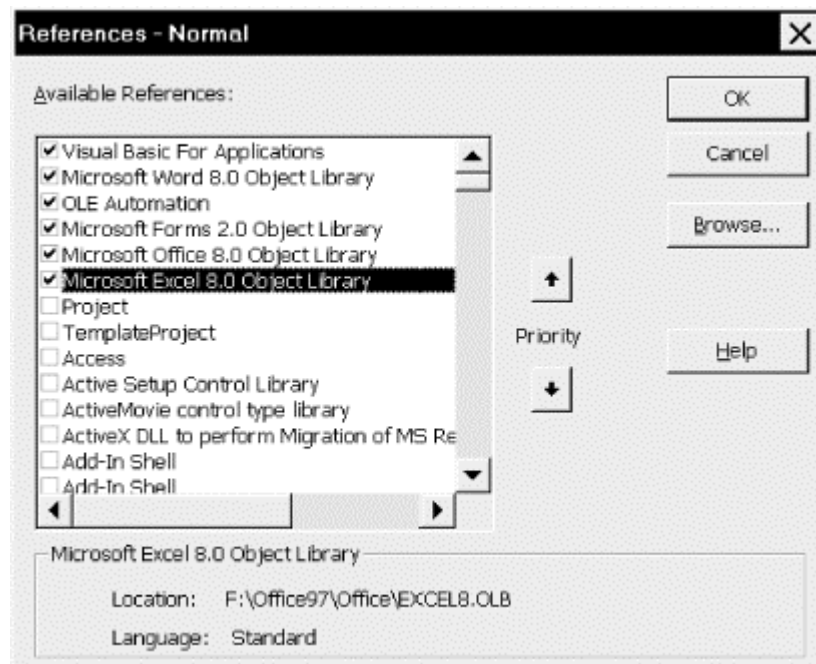 References - Normal
Available References:
OK
Visual Basic For Applications
Microsoft Word 8.0 Object Library
OLE Automation
Microsoft Forms 2.0 Object Library
Microsoft Office 8.0 Object Library
Microsoft Excel 8.0 Object Library
Project
TemplateProject
Access
Active Setup Control Library
ActiveMovie control type library
ActiveX DLL to perform Migration of MS Re
Add-In Shell
Add-In Shell
Cancel
Browse...
Priority
Help
Microsoft Excel 8.0 Object Library
Location: F:\Office97\Office\EXCEL8.OLB
Language: Standard